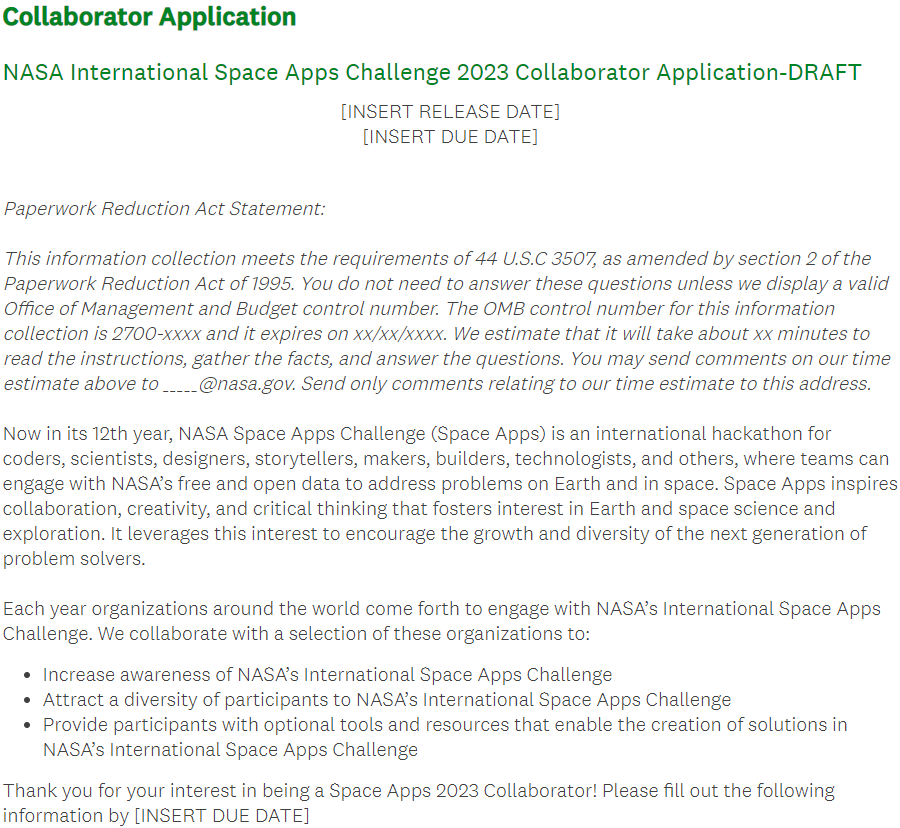 Collaborator Application
NASA International Space Apps Challenge 2023 Collaborator Application-DRAFT
[INSERT RELEASE DATE]
[INSERT DUE DATE]
Paperwork Reduction Act Statement:
This information collection meets the requirements of 44 U.S.C 3507, as amended by section 2 of the
Paperwork Reduction Act of 1995. You do not need to answer these questions unless we display a valid
Office of Management and Budget control number. The OMB control number for this information
collection is 2700-xxxx and it expires on xx/xx/xxxx. We estimate that it will take about xx minutes to
read the instructions, gather the facts, and answer the questions. You may send comments on our time
estimate above to _____@nasa.gov. Send only comments relating to our time estimate to this address.
Now in its 12th year, NASA Space Apps Challenge (Space Apps) is an international hackathon for
coders, scientists, designers, storytellers, makers, builders, technologists, and others, where teams can
engage with NASA's free and open data to address problems on Earth and in space. Space Apps inspires
collaboration, creativity, and critical thinking that fosters interest in Earth and space science and
exploration. It leverages this interest to encourage the growth and diversity of the next generation of
problem solvers.
Each year organizations around the world come forth to engage with NASA's International Space Apps
Challenge. We collaborate with a selection of these organizations to:
• Increase awareness of NASA's International Space Apps Challenge
• Attract a diversity of participants to NASA's International Space Apps Challenge
• Provide participants with optional tools and resources that enable the creation of solutions in
NASA's International Space Apps Challenge
Thank you for your interest in being a Space Apps 2023 Collaborator! Please fill out the following
information by [INSERT DUE DATE]